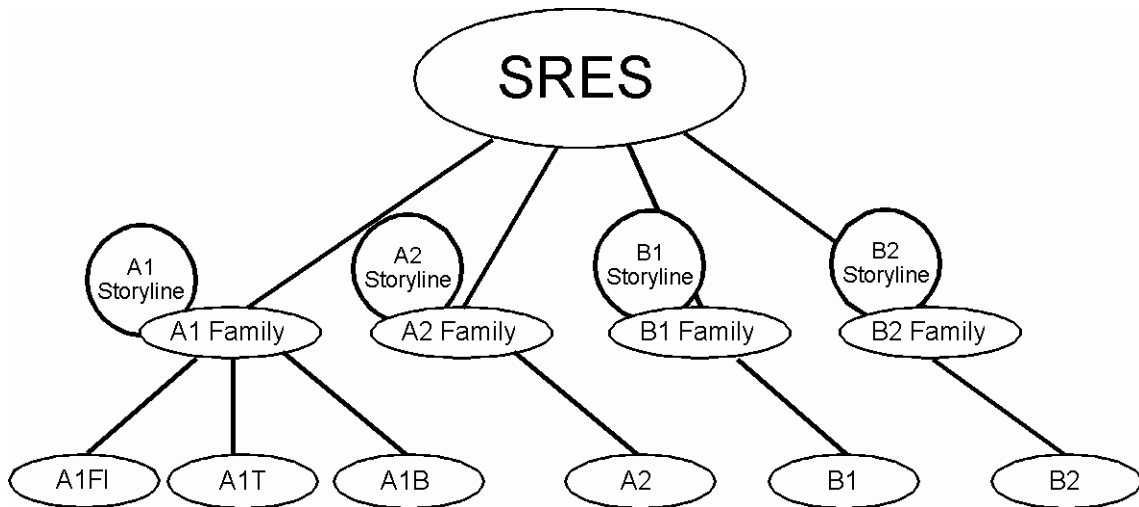 SRES
A1
Storyline
A2
Storyline
B1
Storyline
B2
Storyline
A1 Family
A2 Family
B1 Family
B2 Family
A1FI
A1T
A1B
A2
B1
B2